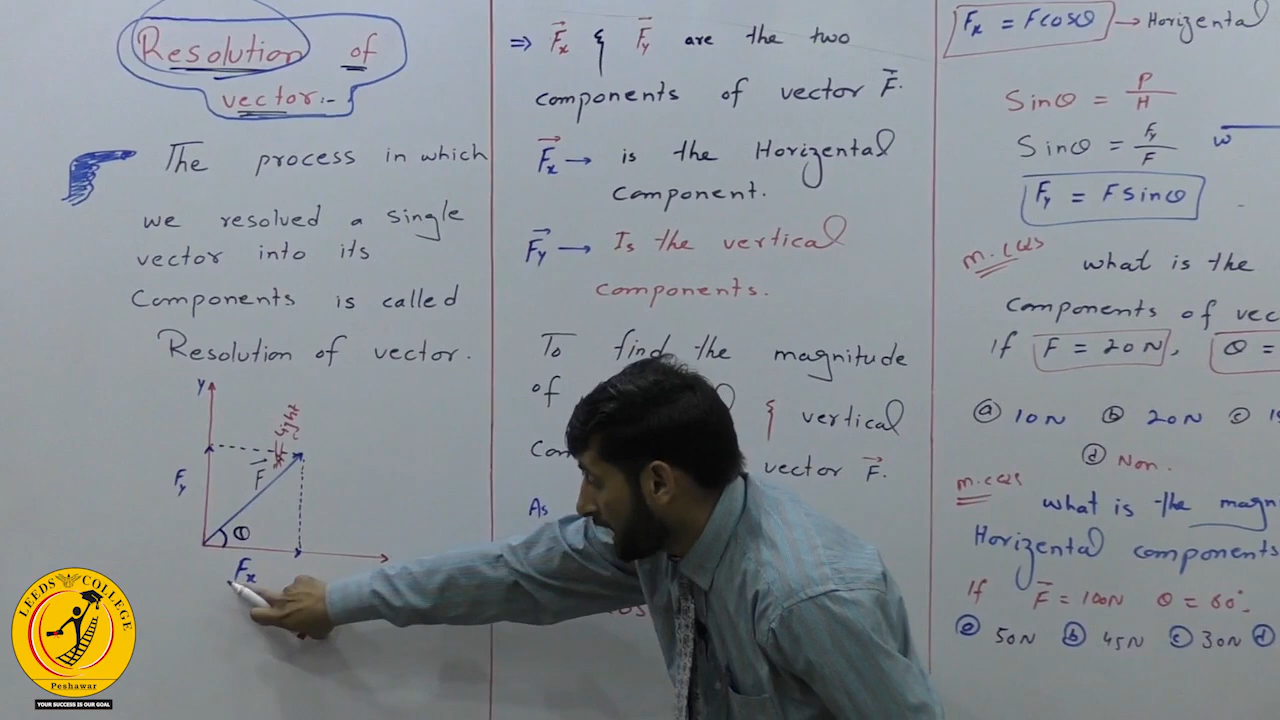 Resolution of
vector:-
The process in which
we resolved a single
vector into its
Components is called
Resolution of vector.
y
Light
F
Fy
θ
Fx
LEEDS COLLEGE
Peshawar
YOUR SUCCESS IS OUR GOAL
⇒ Fx & Fy are the two
components of vector F.
Fx → is the Horizental
component.
Fy → Is the vertical
components.
To find the magnitude
of & vertical
vector F.
As
Fx = Fcosθ → Horizental
Sinθ = P/H
Sinθ = Fy/F
w
Fy = Fsinθ
M.CQS
what is the
components of
If F = 20N, θ =
ⓐ 10N ⓑ 20N ⓒ
ⓓ Non.
M.CQS
what is the
Horizental components
If F = 100N θ = 60°
ⓐ 50N ⓑ 45N ⓒ 30N ⓓ